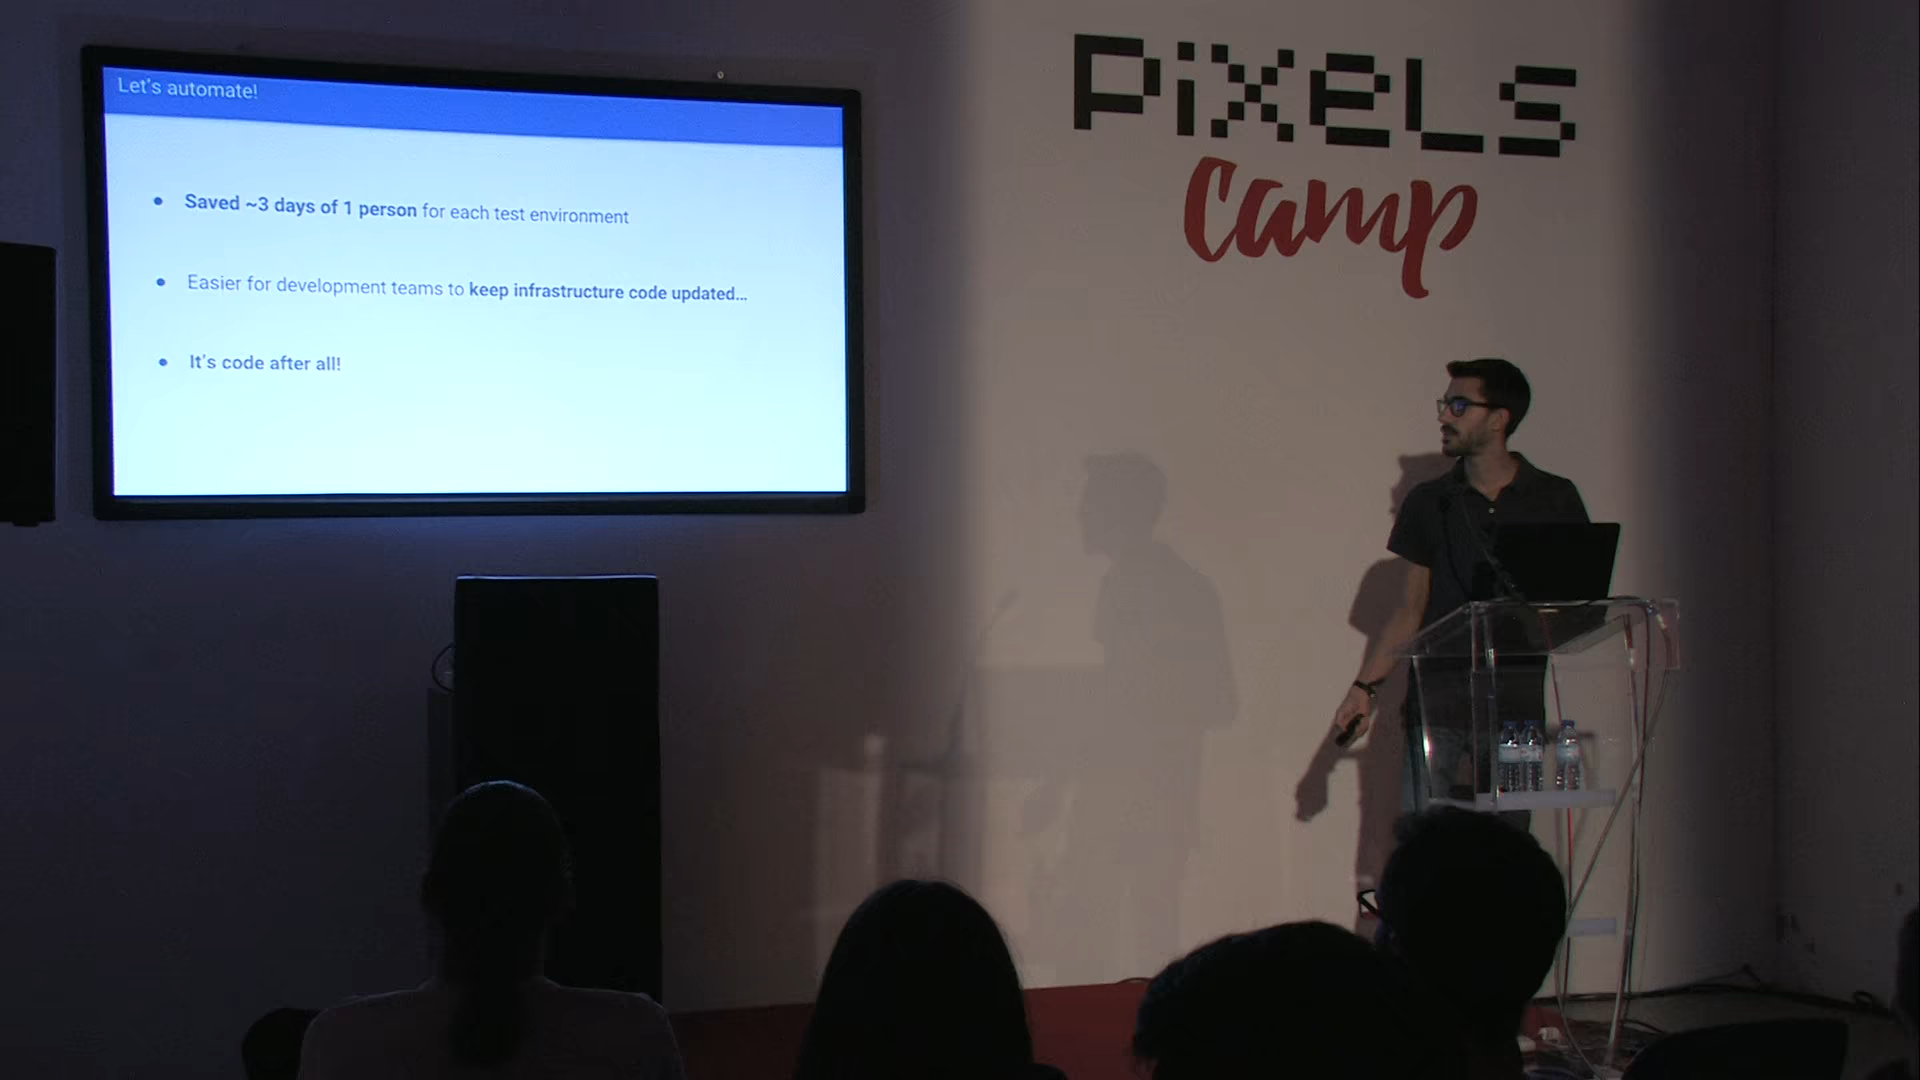 Let's automate!
Saved ~3 days of 1 person for each test environment
Easier for development teams to keep infrastructure code updated...
It's code after all!
PiXELS
Camp